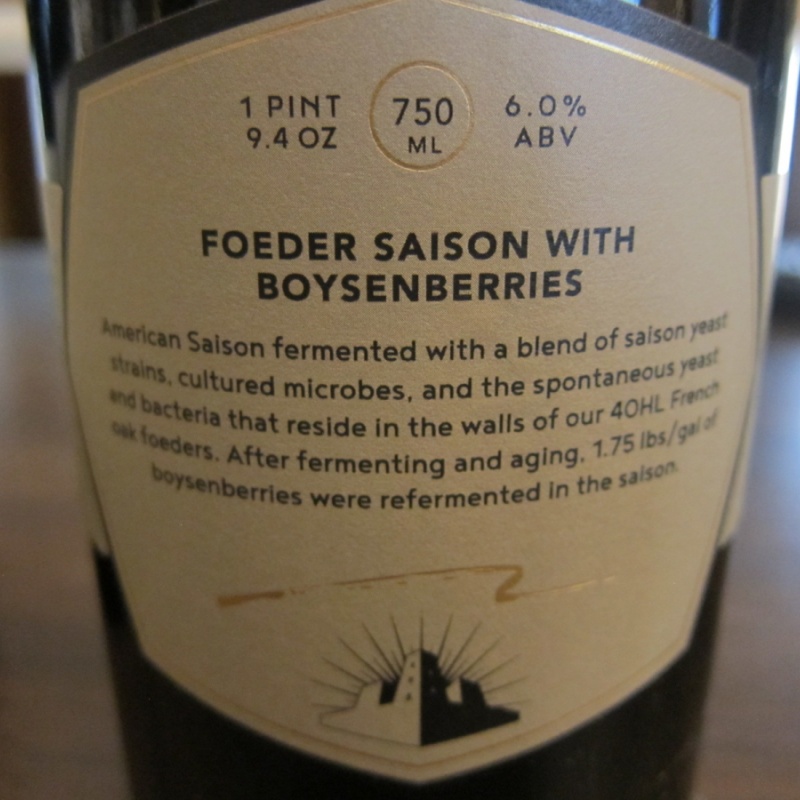 1 PINT 750 6.0%
9.4 OZ ML ABV
FOEDER SAISON WITH
BOYSENBERRIES
American Saison fermented with a blend of saison yeast
strains, cultured microbes, and the spontaneous yeast
and bacteria that reside in the walls of our 40HL French
oak foeders. After fermenting and aging, 1.75 lbs/gal of
boysenberries were refermented in the saison.